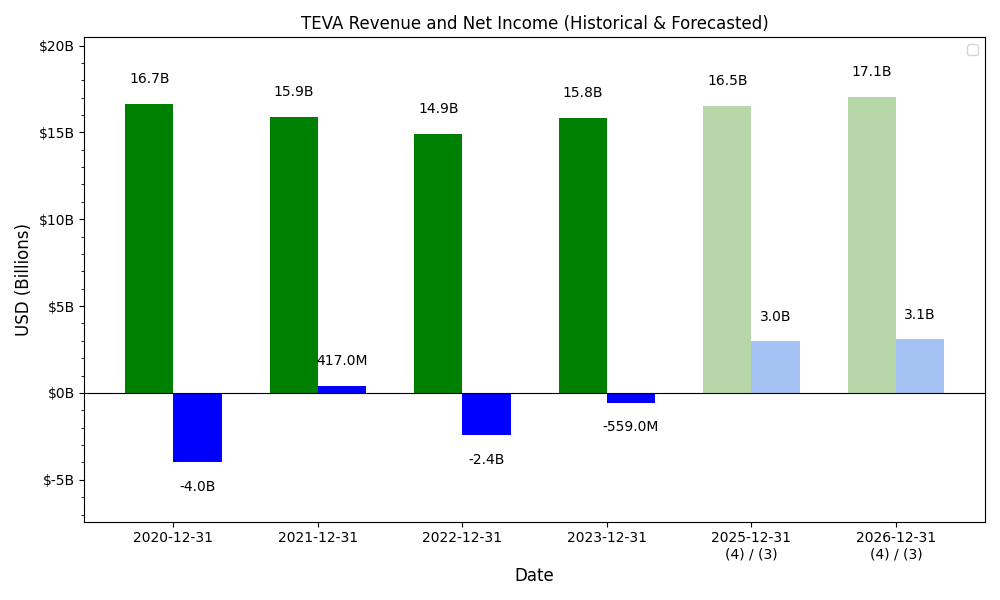 TEVA Revenue and Net Income (Historical & Forecasted)
$20B
$15B
$10B
$5B
$0B
$-5B
USD (Billions)
16.7B
15.9B
14.9B
15.8B
16.5B
17.1B
-4.0B
417.0M
-2.4B
-559.0M
3.0B
3.1B
2020-12-31
2021-12-31
2022-12-31
2023-12-31
2025-12-31
(4) / (3)
2026-12-31
(4) / (3)
Date